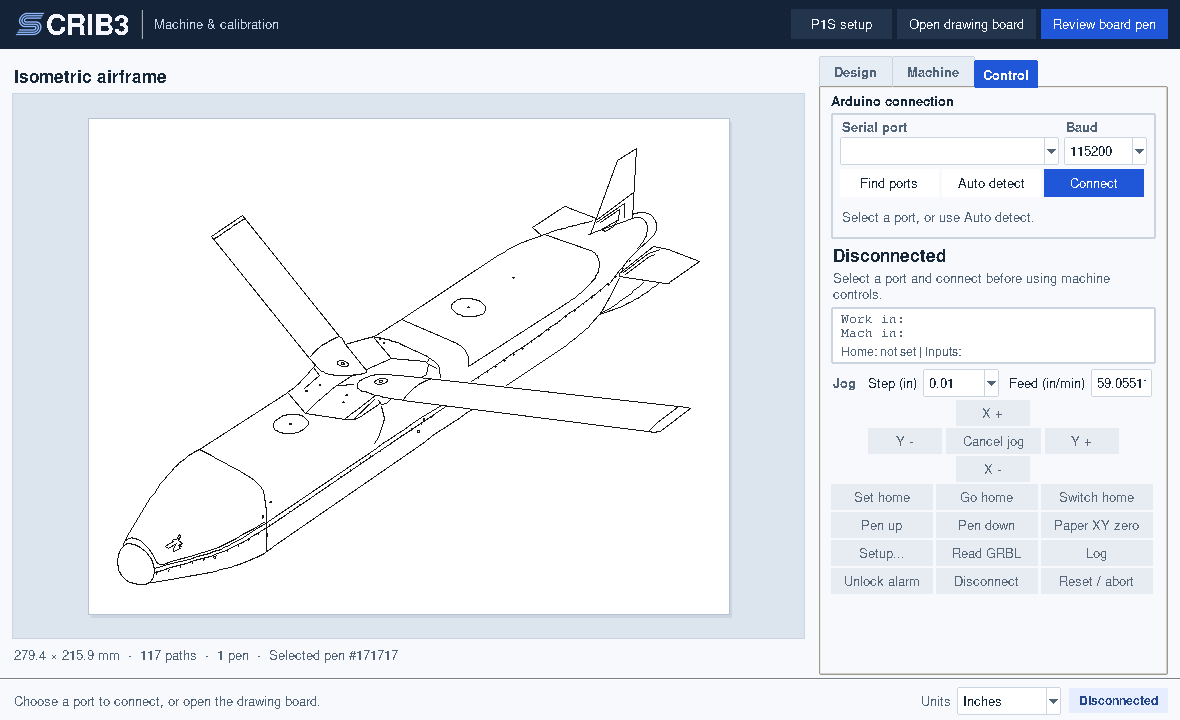 SCRIB3
Machine & calibration
P1S setup
Open drawing board
Review board pen
Isometric airframe
Design
Machine
Control
Arduino connection
Serial port
Baud
115200
Find ports
Auto detect
Connect
Select a port, or use Auto detect.
Disconnected
Select a port and connect before using machine
controls.
Work in:
Mach in:
Home: not set | Inputs:
Jog
Step (in)
0.01
Feed (in/min)
59.0551
X +
Y -
Cancel jog
Y +
X -
Set home
Go home
Switch home
Pen up
Pen down
Paper XY zero
Setup...
Read GRBL
Log
Unlock alarm
Disconnect
Reset / abort
279.4 × 215.9 mm · 117 paths · 1 pen · Selected pen #171717
Choose a port to connect, or open the drawing board.
Units
Inches
Disconnected